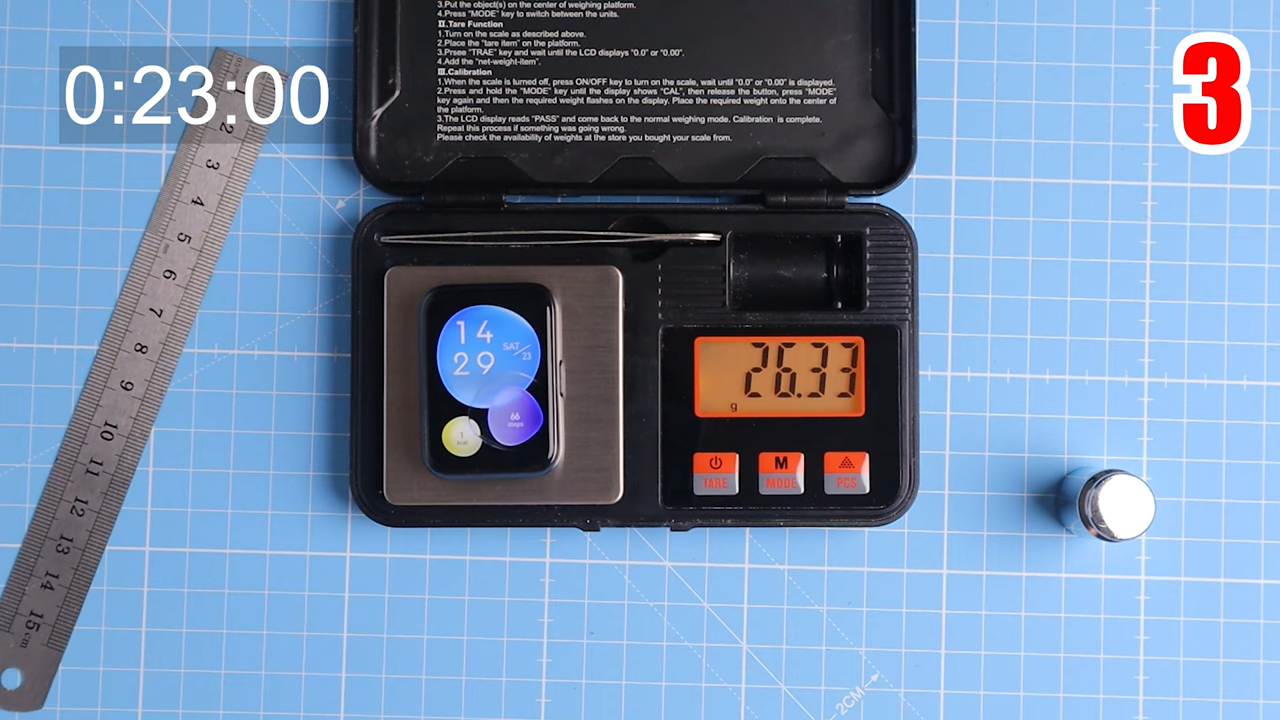 3.Put the object(s) on the center of weighing platform.
4.Press "MODE" key to switch between the units.
II.Tare Function
1.Turn on the scale as described above.
2.Place the "tare item" on the platform.
3.Prsee "TRAE" key and wait until the LCD displays "0.0" or "0.00".
4.Add the "net-weight-item".
III.Calibration
1.When the scale is turned off, press ON/OFF key to turn on the scale, wait until "0.0" or "0.00" is displayed.
2.Press and hold the "MODE" key until the display shows "CAL", then release the button, press "MODE"
key again and then the required weight flashes on the display. Place the required weight onto the center of
the platform.
3.The LCD display reads "PASS" and come back to the normal weighing mode. Calibration is complete.
Repeat this process if something was going wrong.
Please check the availability of weights at the store you bought your scale from.
0:23:00
3
1 2 3 4 5 6 7 8 9 10 11 12 13 14 15 cm
14
29
SAT/23
66
steps
1
kcal
26.33
g
TARE
M
MODE
PCS
2CM